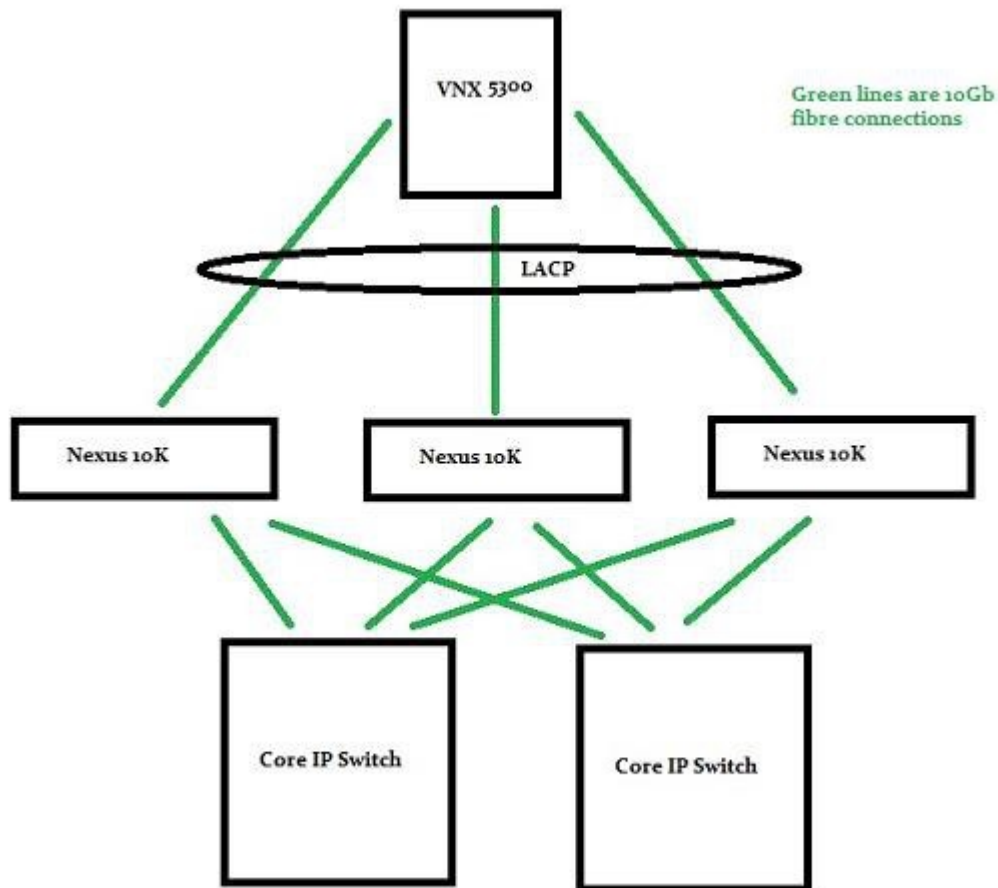 VNX 5300
Green lines are 10Gb
fibre connections
LACP
Nexus 10K
Nexus 10K
Nexus 10K
Core IP Switch
Core IP Switch